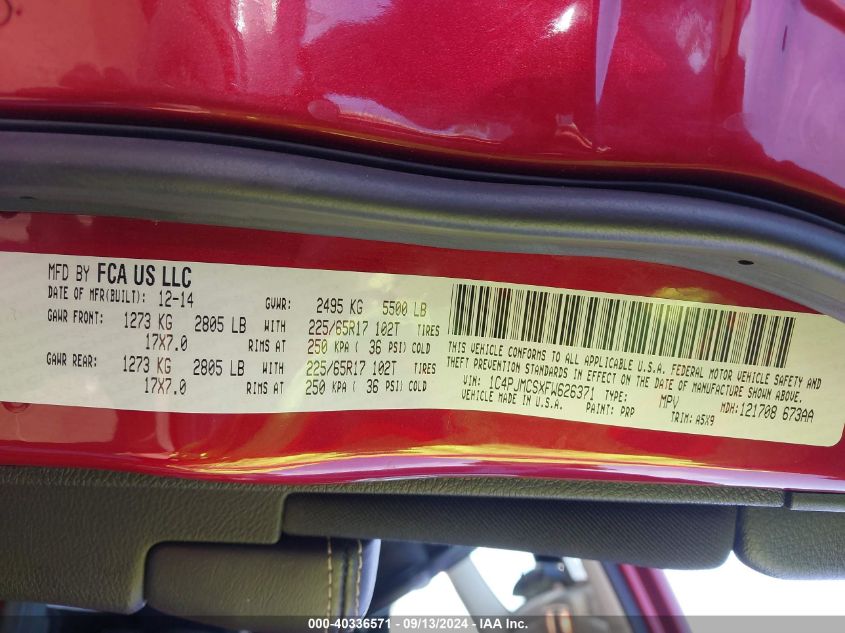 MFD BY FCA US LLC
DATE OF MFR(BUILT): 12-14 GVWR: 2495 KG 5500 LB
GAWR FRONT: 1273 KG 2805 LB WITH 225/65R17 102T TIRES
17X7.0 RIMS AT 250 KPA ( 36 PSI) COLD
GAWR REAR: 1273 KG 2805 LB WITH 225/65R17 102T TIRES
17X7.0 RIMS AT 250 KPA ( 36 PSI) COLD
THIS VEHICLE CONFORMS TO ALL APPLICABLE U.S.A. FEDERAL MOTOR VEHICLE SAFETY AND
THEFT PREVENTION STANDARDS IN EFFECT ON THE DATE OF MANUFACTURE SHOWN ABOVE.
VIN: 1C4PJMCSXFW626371 TYPE: MPV MDH: 121708 673AA
VEHICLE MADE IN U.S.A. PAINT: PRP TRIM: A5X9
000-40336571 - 09/13/2024 - IAA Inc.